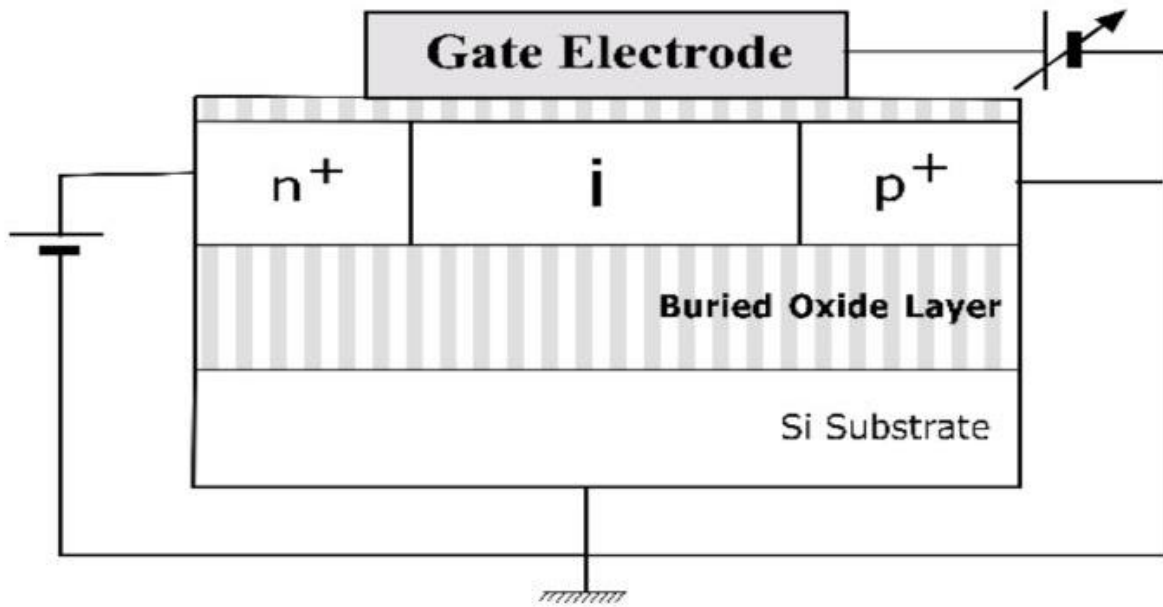 Gate Electrode
n+
i
p+
Buried Oxide Layer
Si Substrate